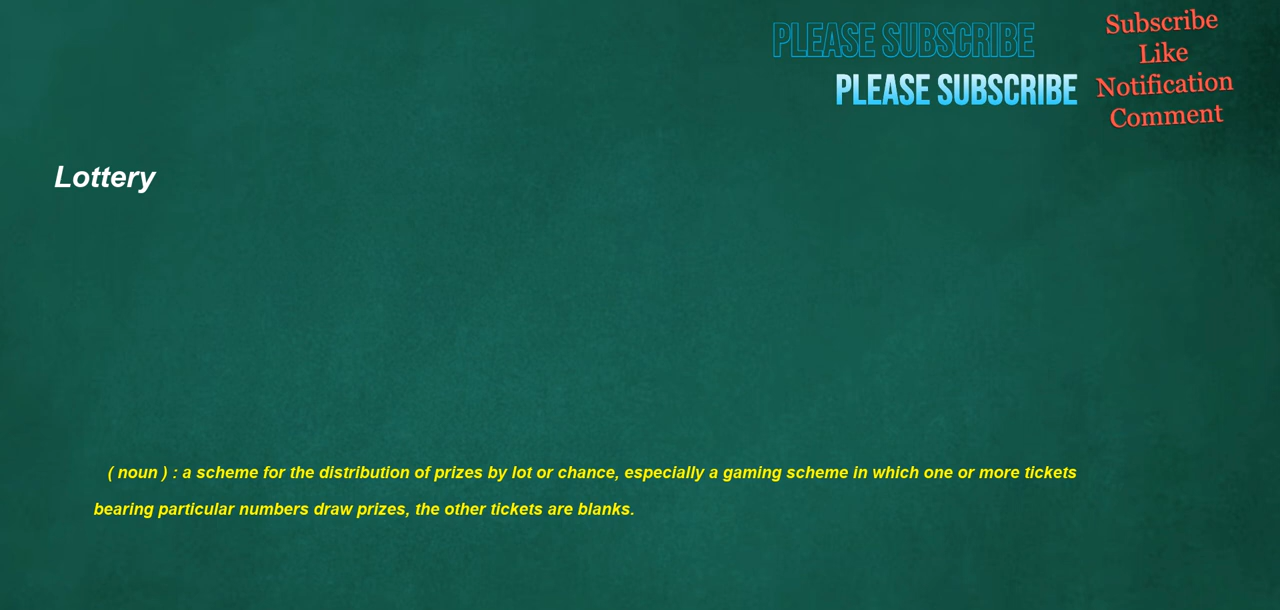 PLEASE SUBSCRIBE
PLEASE SUBSCRIBE
Subscribe
Like
Notification
Comment
Lottery
( noun ) : a scheme for the distribution of prizes by lot or chance, especially a gaming scheme in which one or more tickets
bearing particular numbers draw prizes, the other tickets are blanks.